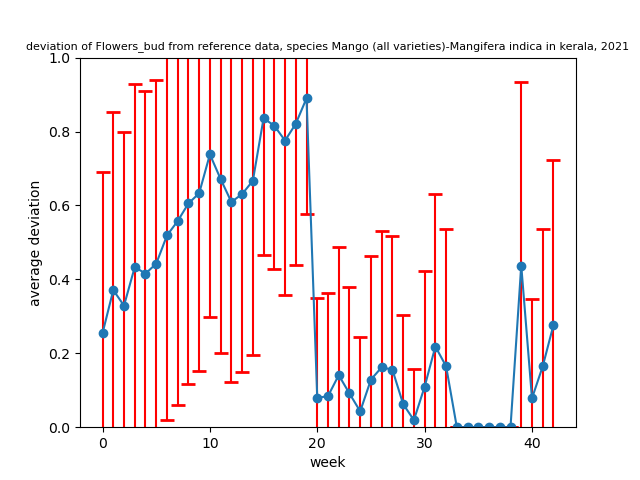 deviation of Flowers_bud from reference data, species Mango (all varieties)-Mangifera indica in kerala, 2021
1.0
0.8
0.6
0.4
0.2
0.0
average deviation
0 10 20 30 40
week